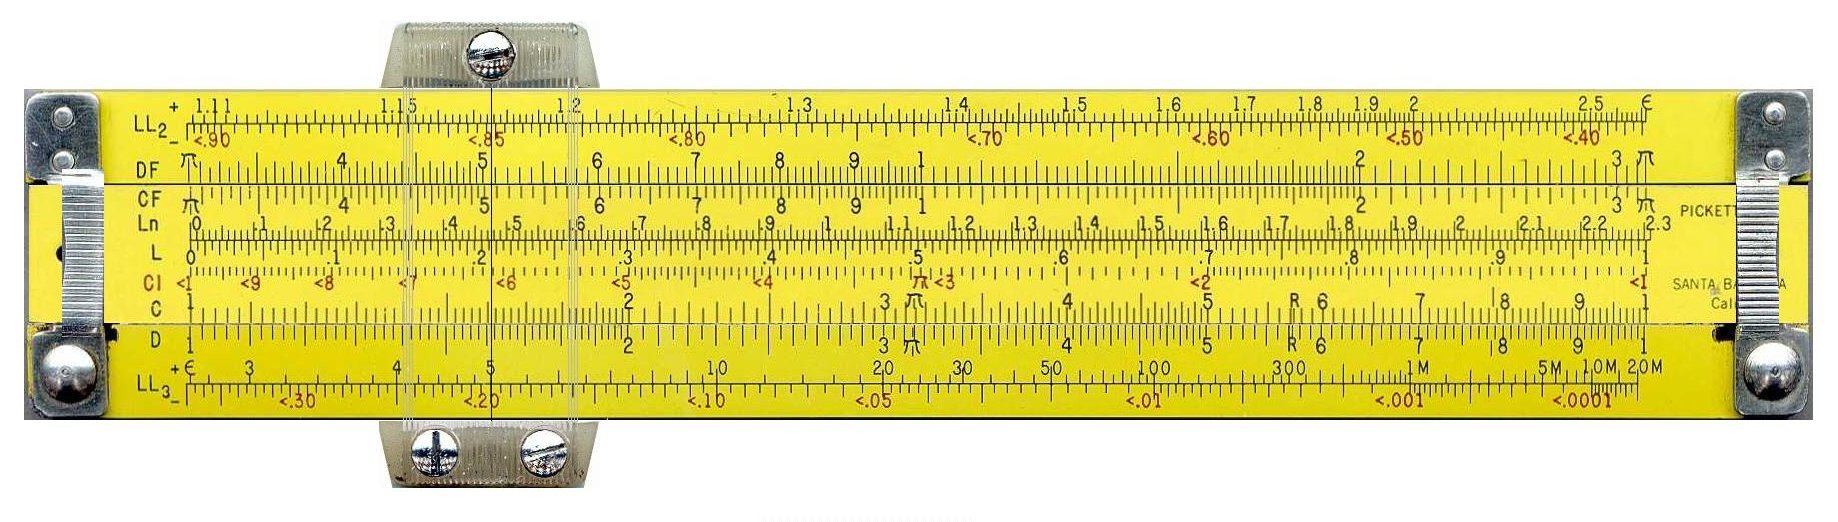 + 1.11 1.15 1.2 1.3 1.4 1.5 1.6 1.7 1.8 1.9 2 2.5 ϵ
LL2
- <.90 <.85 <.80 <.70 <.60 <.50 <.40
DF π 4 5 6 7 8 9 1 2 3 π
CF π 4 5 6 7 8 9 1 2 3 π
PICKETT
Ln 0 .1 .2 .3 .4 .5 .6 .7 .8 .9 1 1.1 1.2 1.3 1.4 1.5 1.6 1.7 1.8 1.9 2 2.1 2.2 2.3
L 0 .1 .2 .3 .4 .5 .6 .7 .8 .9 1
CI <1 <9 <8 <7 <6 <5 <4 π <3 <2 <1
SANTA BA A
C 1 2 3 π 4 5 R 6 7 8 9 1
Cal
D 1 2 3 π 4 5 R 6 7 8 9 1
+ ϵ 3 4 5 10 20 30 50 100 300 1M 5M 10M 20M
LL3
- <.30 <.20 <.10 <.05 <.01 <.001 <.0001